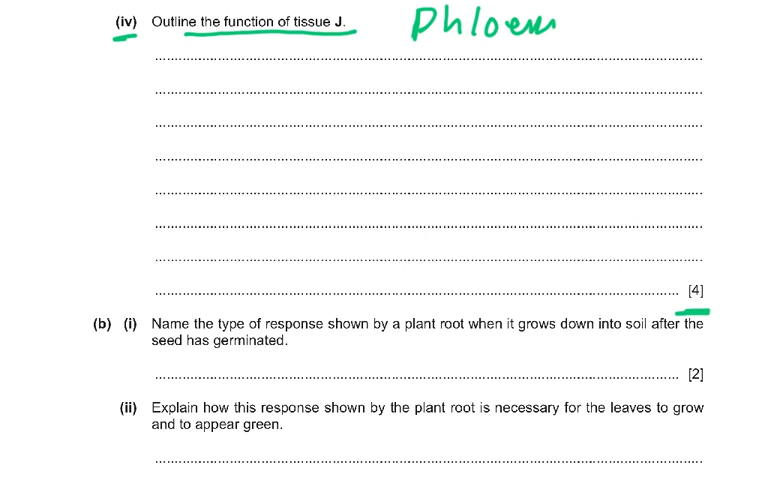 (iv) Outline the function of tissue J. Phloem
[4]
(b) (i) Name the type of response shown by a plant root when it grows down into soil after the
seed has germinated.
[2]
(ii) Explain how this response shown by the plant root is necessary for the leaves to grow
and to appear green.